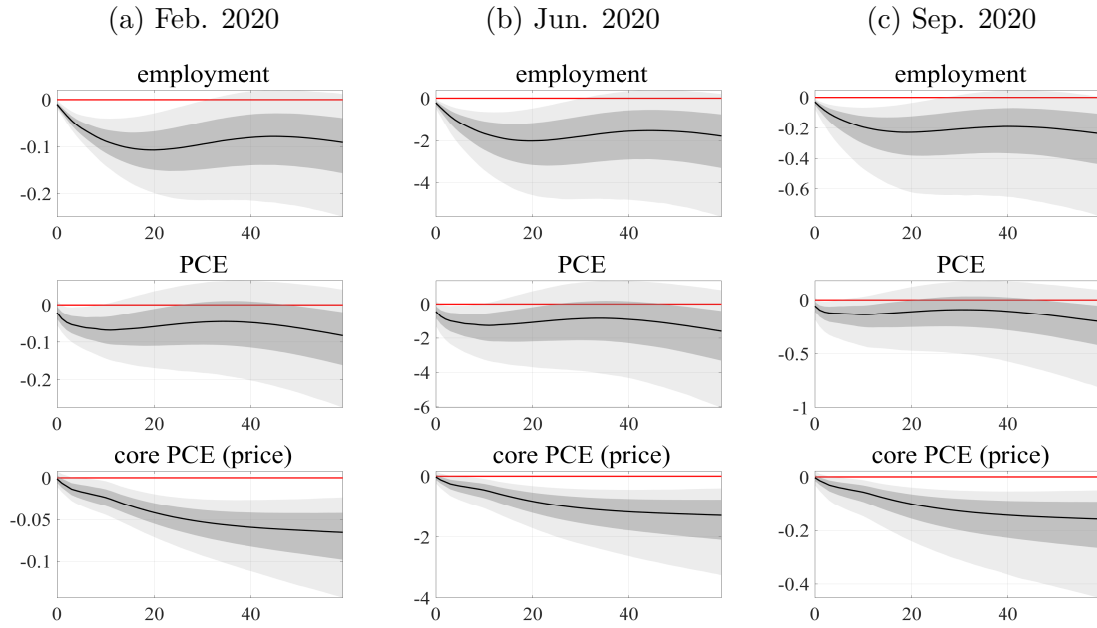 (a) Feb. 2020 (b) Jun. 2020 (c) Sep. 2020
employment employment employment
0 0 0
-0.1 -2 -0.2
-0.2 -4 -0.4
-0.6
0 20 40 0 20 40 0 20 40
PCE PCE PCE
0 0 0
-0.1 -2 -0.5
-0.2 -4 -1
-6
0 20 40 0 20 40 0 20 40
core PCE (price) core PCE (price) core PCE (price)
0 0 0
-0.05 -2 -0.2
-0.1 -4 -0.4
0 20 40 0 20 40 0 20 40